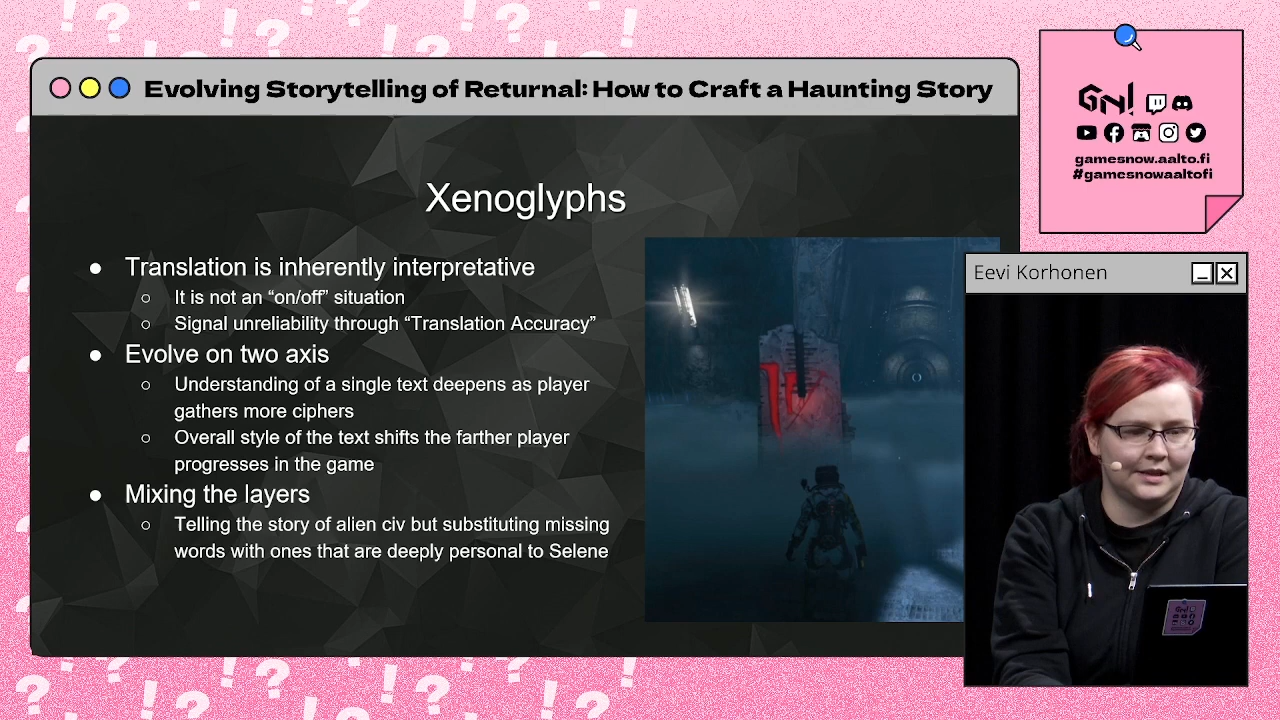 Evolving Storytelling of Returnal: How to Craft a Haunting Story
Xenoglyphs
● Translation is inherently interpretative
○ It is not an “on/off” situation
○ Signal unreliability through “Translation Accuracy”
● Evolve on two axis
○ Understanding of a single text deepens as player
gathers more ciphers
○ Overall style of the text shifts the farther player
progresses in the game
● Mixing the layers
○ Telling the story of alien civ but substituting missing
words with ones that are deeply personal to Selene
GN!
gamesnow.aalto.fi
#gamesnowaaltofi
Eevi Korhonen
GN!